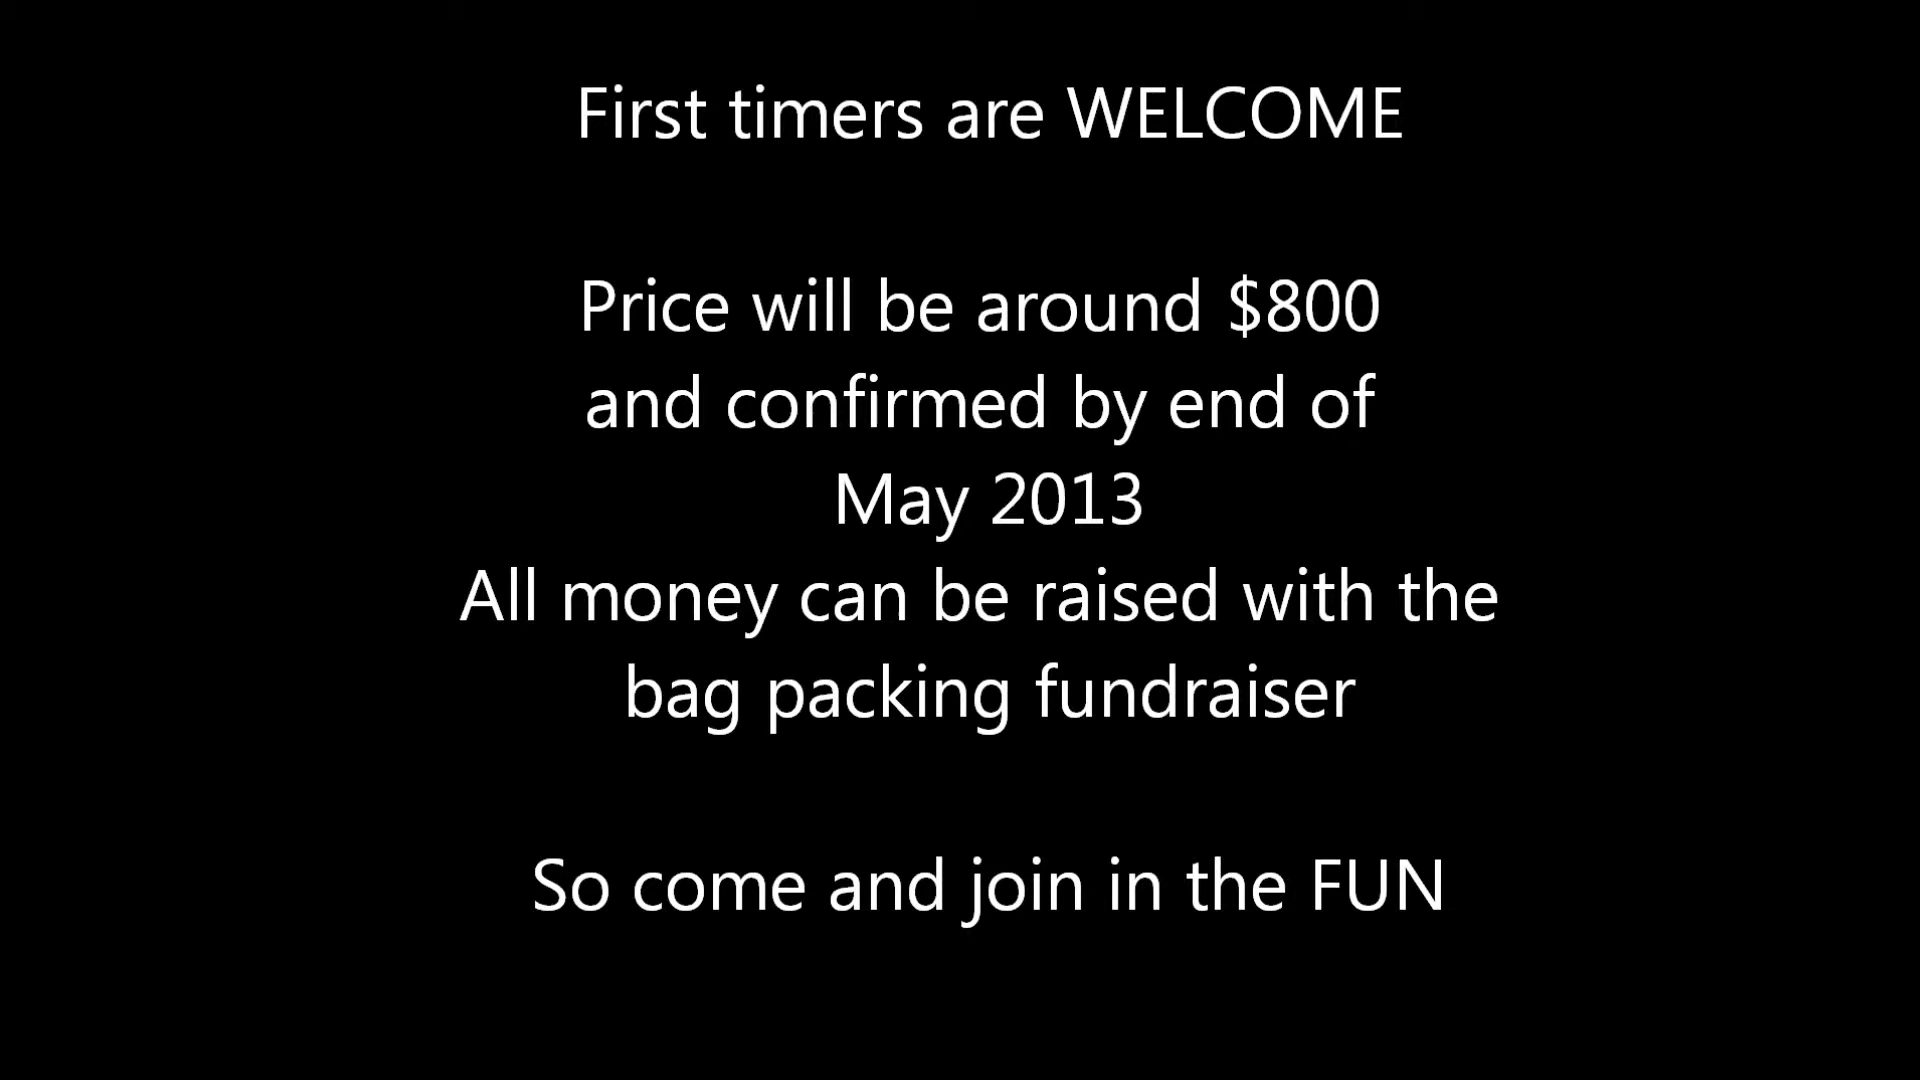 First timers are WELCOME
Price will be around $800
and confirmed by end of
May 2013
All money can be raised with the
bag packing fundraiser
So come and join in the FUN